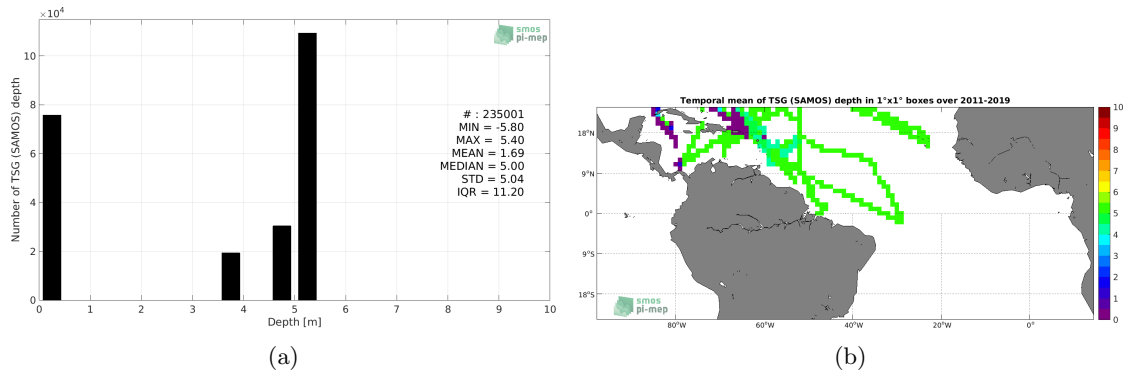 ×10⁴
smos
pi-mep
10
8
6
4
2
0
Number of TSG (SAMOS) depth
# : 235001
MIN = -5.80
MAX = 5.40
MEAN = 1.69
MEDIAN = 5.00
STD = 5.04
IQR = 11.20
0 1 2 3 4 5 6 7 8 9 10
Depth [m]
(a)
Temporal mean of TSG (SAMOS) depth in 1°x1° boxes over 2011-2019
18°N
9°N
0°
9°S
18°S
80°W 60°W 40°W 20°W 0°
10
9
8
7
6
5
4
3
2
1
0
smos
pi-mep
(b)